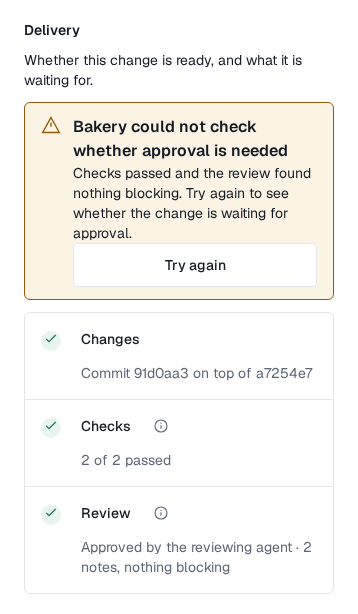 Delivery
Whether this change is ready, and what it is
waiting for.
Bakery could not check
whether approval is needed
Checks passed and the review found
nothing blocking. Try again to see
whether the change is waiting for
approval.
Try again
Changes
Commit 91d0aa3 on top of a7254e7
Checks
2 of 2 passed
Review
Approved by the reviewing agent · 2
notes, nothing blocking